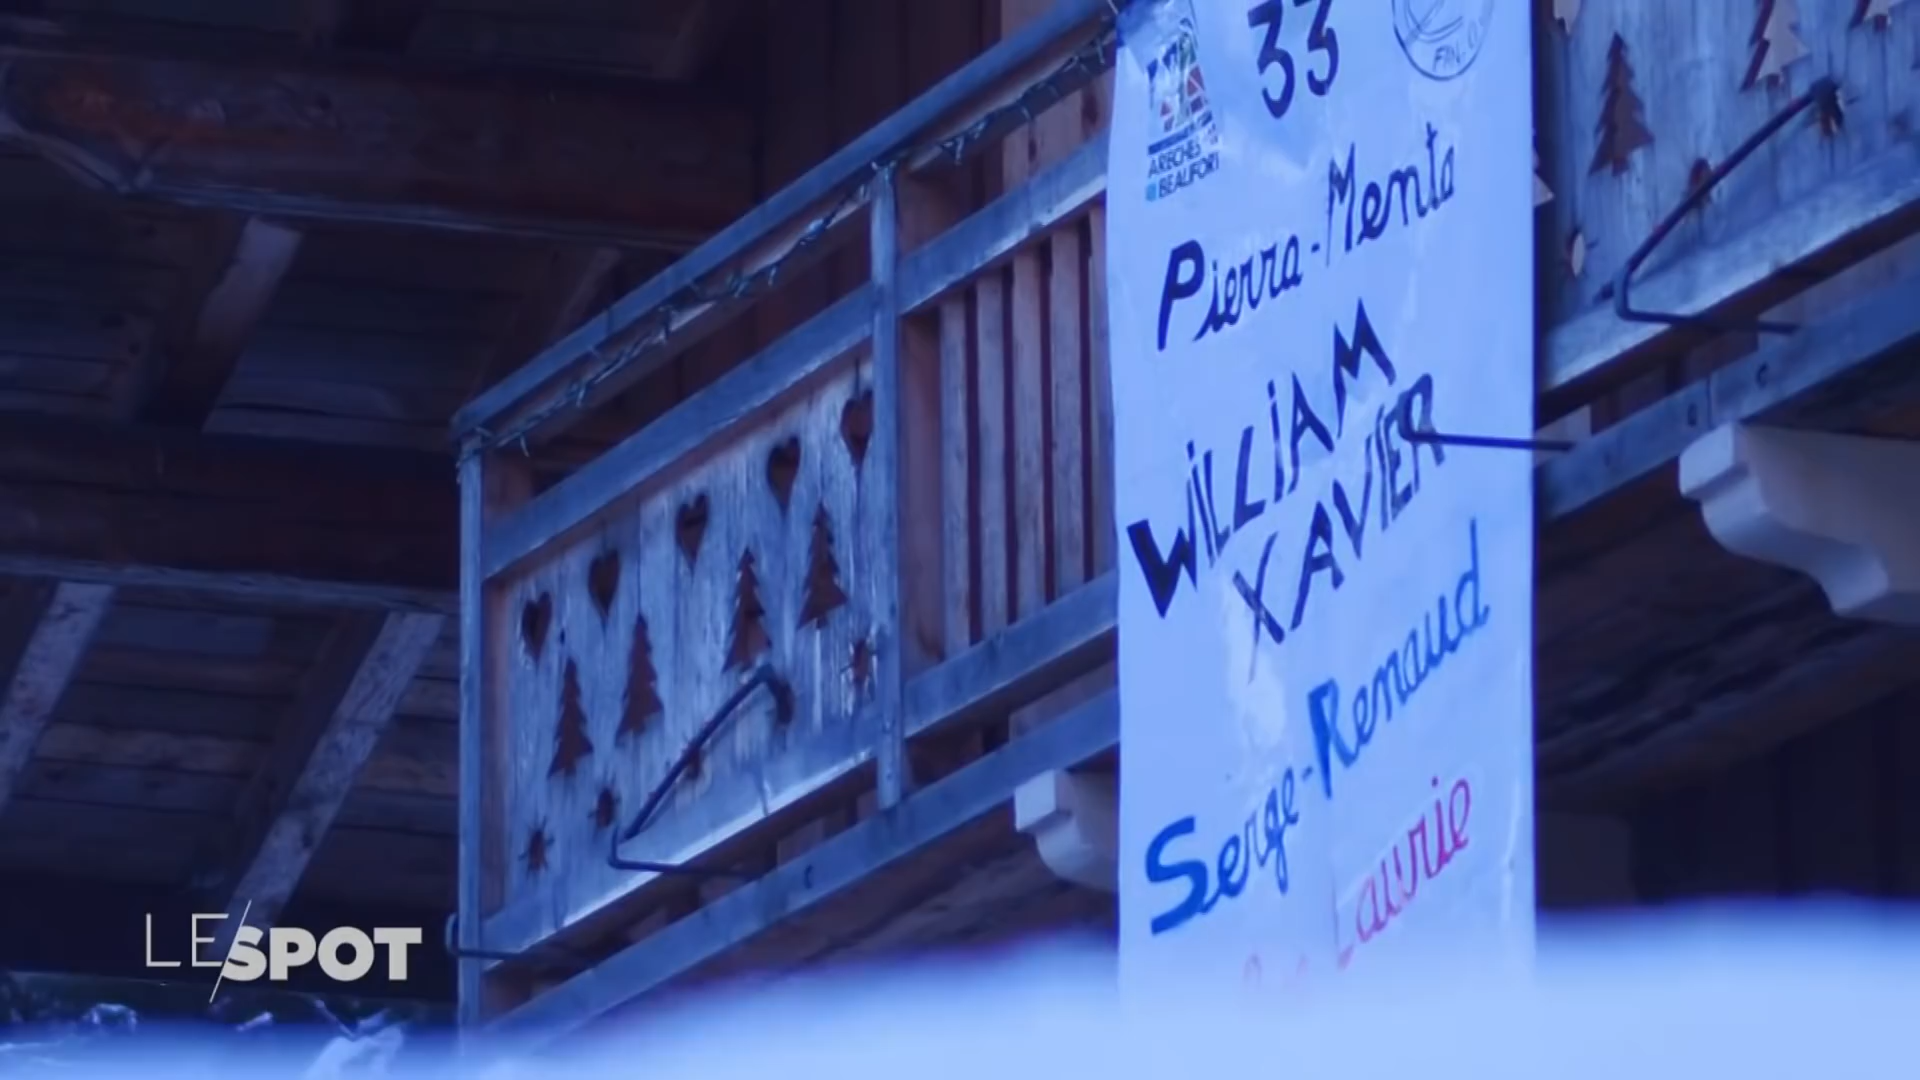 33
ARECHES
BEAUFORT
Pierra-Menta
WILLIAM
XAVIER
Serge-Renaud
Laurie
LE/SPOT